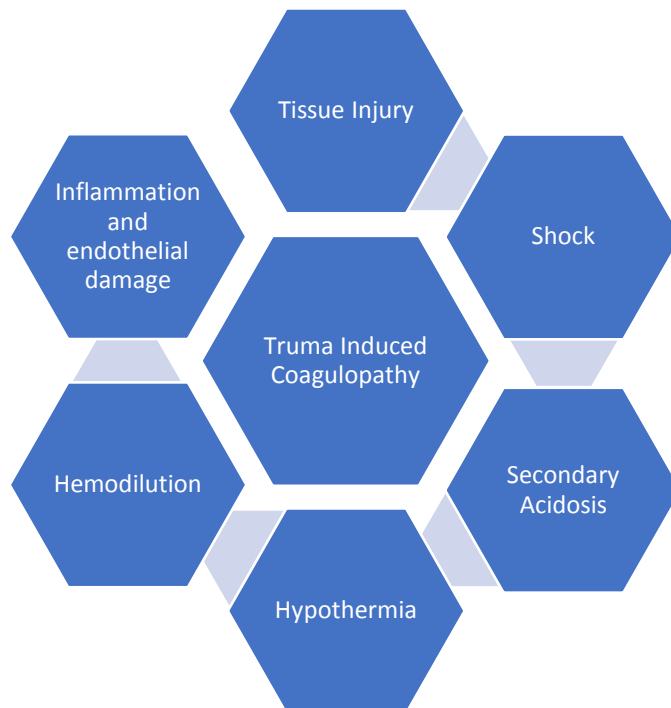 Tissue Injury
Inflammation
and
endothelial
damage
Shock
Truma Induced
Coagulopathy
Hemodilution
Secondary
Acidosis
Hypothermia